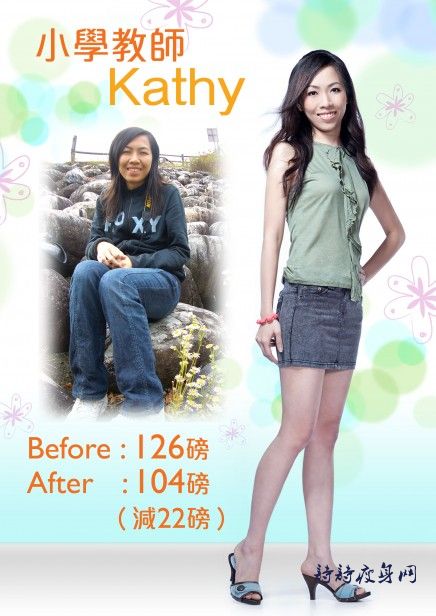 小學教師
Kathy
ROXY
Before : 126磅
After : 104磅
（減22磅）
詩詩瘦身网